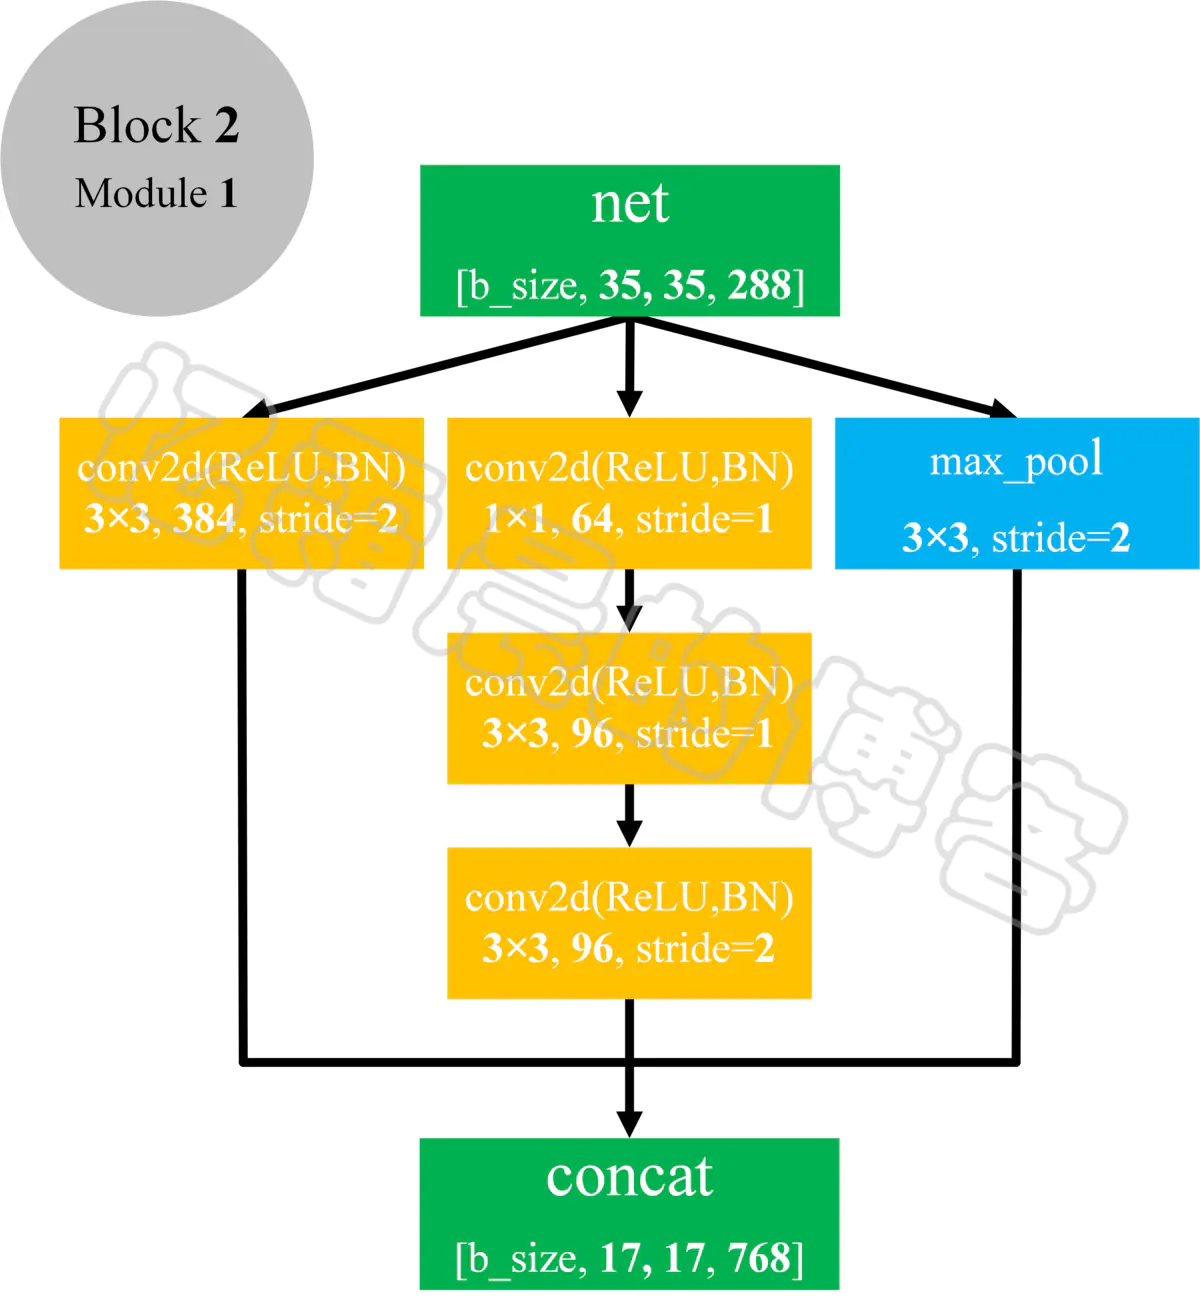 Block 2
Module 1
net
[b_size, 35, 35, 288]
conv2d(ReLU,BN)
3×3, 384, stride=2
conv2d(ReLU,BN)
1×1, 64, stride=1
max_pool
3×3, stride=2
conv2d(ReLU,BN)
3×3, 96, stride=1
conv2d(ReLU,BN)
3×3, 96, stride=2
concat
[b_size, 17, 17, 768]